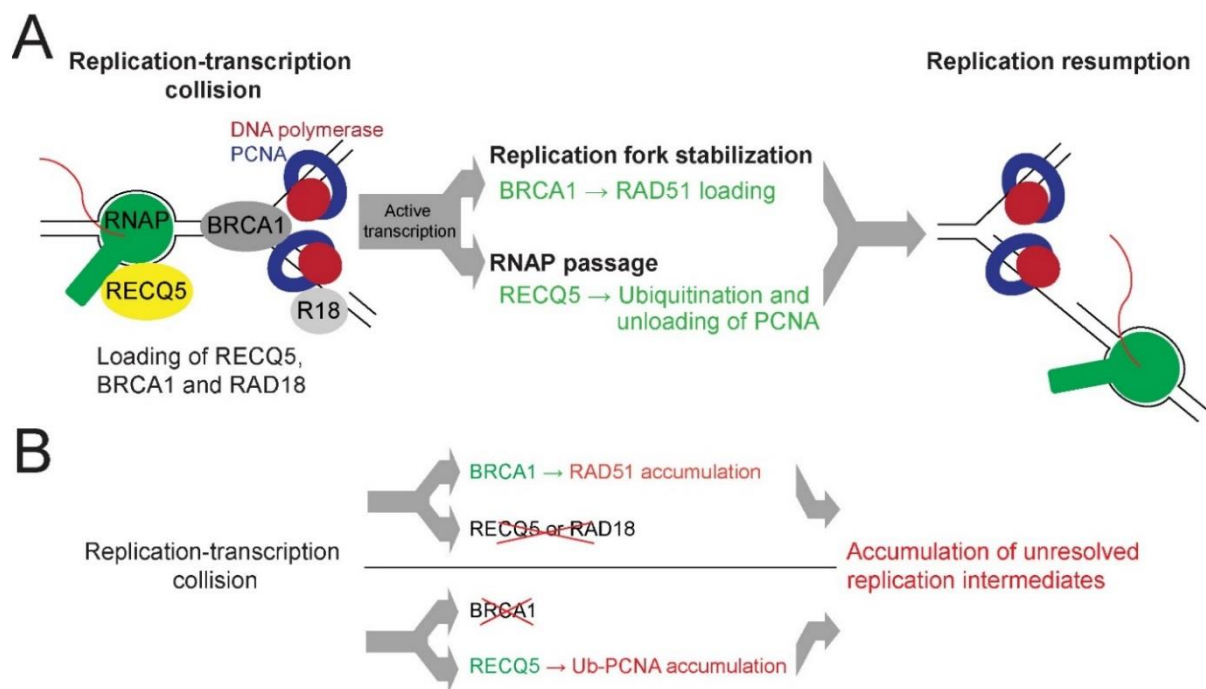 A
Replication-transcription
collision
Replication resumption
DNA polymerase
PCNA
RNAP
BRCA1
RECQ5
R18
Loading of RECQ5,
BRCA1 and RAD18
Active
transcription
Replication fork stabilization
BRCA1 → RAD51 loading
RNAP passage
RECQ5 → Ubiquitination and
unloading of PCNA
RNAP
B
Replication-transcription
collision
BRCA1 → RAD51 accumulation
RECQ5 or RAD18
BRCA1
RECQ5 → Ub-PCNA accumulation
Accumulation of unresolved
replication intermediates